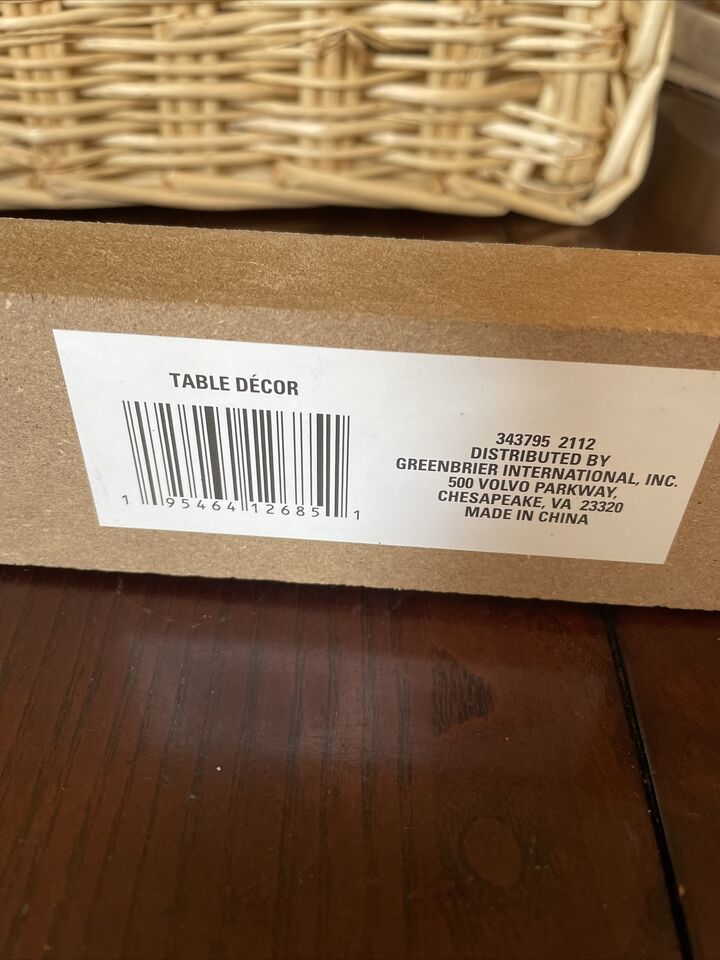 TABLE DÉCOR
1 95464 12685 1
343795 2112
DISTRIBUTED BY
GREENBRIER INTERNATIONAL, INC.
500 VOLVO PARKWAY,
CHESAPEAKE, VA 23320
MADE IN CHINA